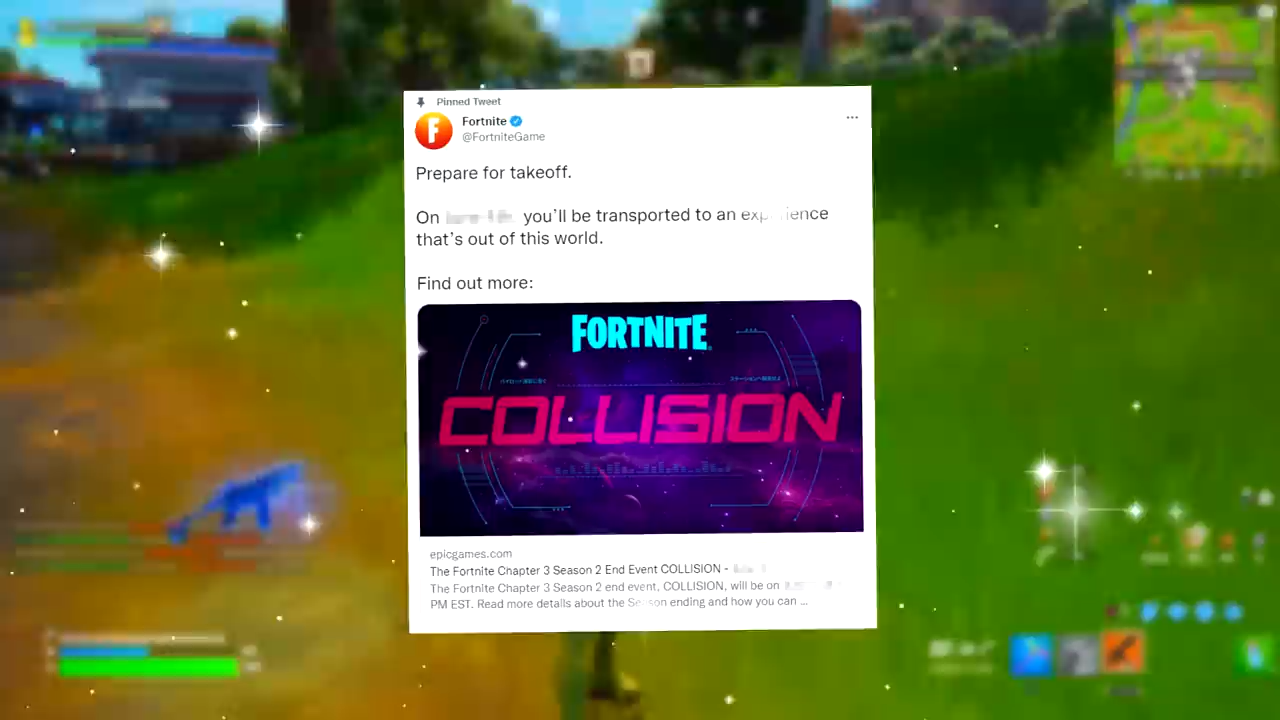 Pinned Tweet
Fortnite
@FortniteGame
Prepare for takeoff.
On you'll be transported to an
that's out of this world.
Find out more:
FORTNITE
COLLISION
epicgames.com
The Fortnite Chapter 3 Season 2 End Event COLLISION -
The Fortnite Chapter 3 Season 2 end event, COLLISION, will be on
PM EST. Read more details about the Season ending and how you can ...